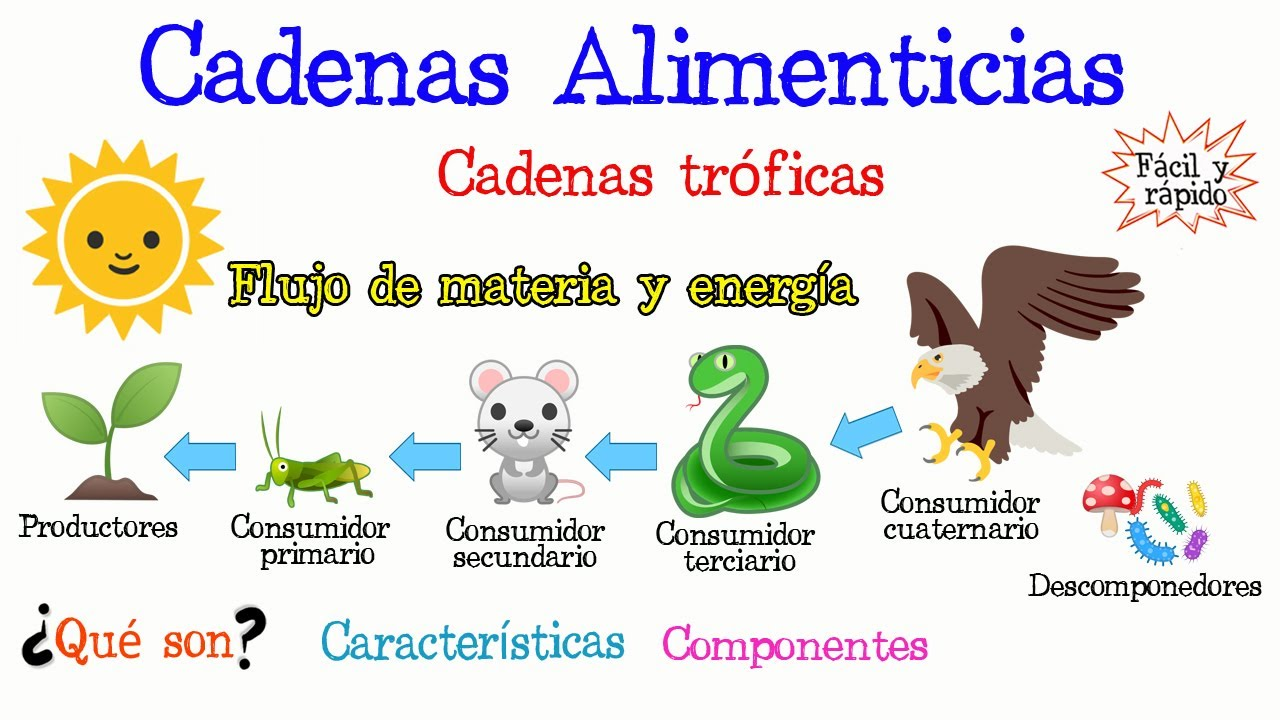 Cadenas Alimenticias
Cadenas tróficas
Fácil y
rápido
Flujo de materia y energía
Productores
Consumidor
primario
Consumidor
secundario
Consumidor
terciario
Consumidor
cuaternario
Descomponedores
¿Qué son?
Características
Componentes